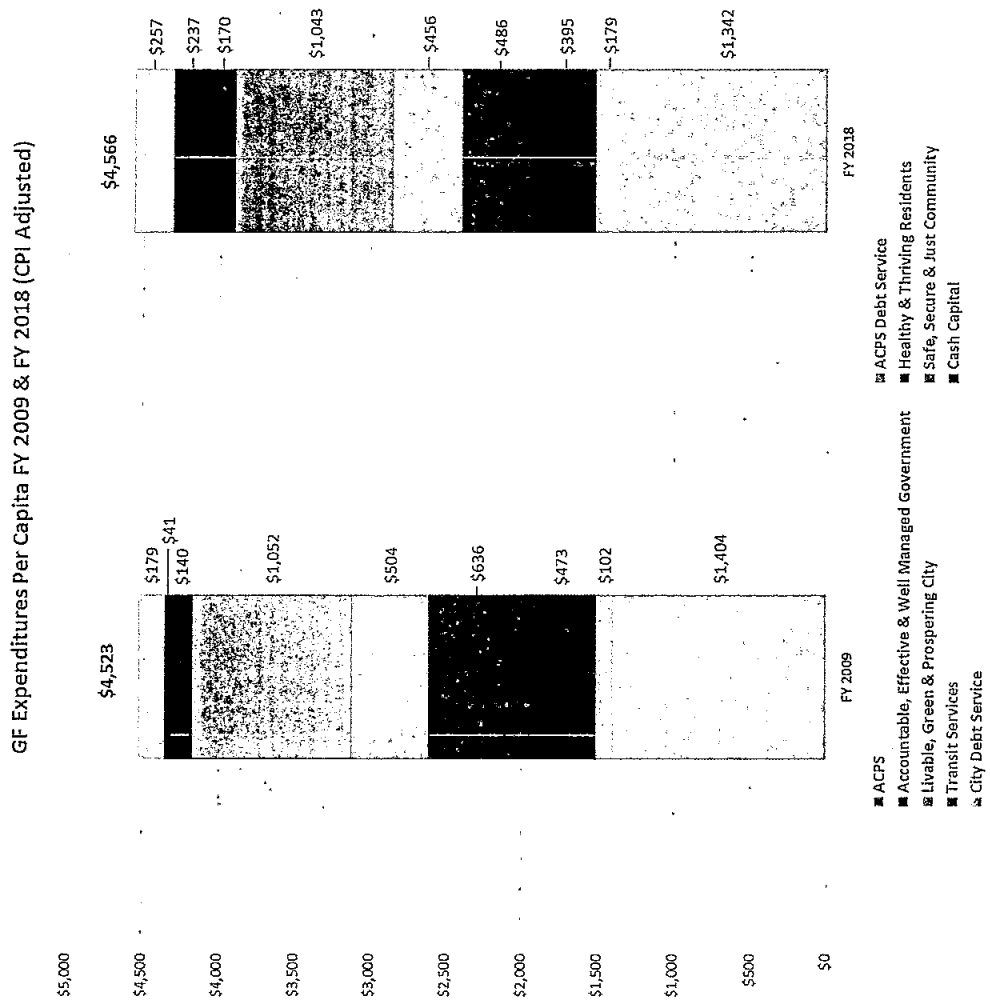 GF Expenditures Per Capita FY 2009 & FY 2018 (CPI Adjusted)
$5,000
$4,500
$4,000
$3,500
$3,000
$2,500
$2,000
$1,500
$1,000
$500
$0
$4,523
$179
$41
$140
$1,052
$504
$636
$473
$102
$1,404
FY 2009
$4,566
$257
$237
$170
$1,043
$456
$486
$395
$179
$1,342
FY 2018
ACPS
ACPS Debt Service
Accountable, Effective & Well Managed Government
Healthy & Thriving Residents
Livable, Green & Prospering City
Safe, Secure & Just Community
Transit Services
Cash Capital
City Debt Service